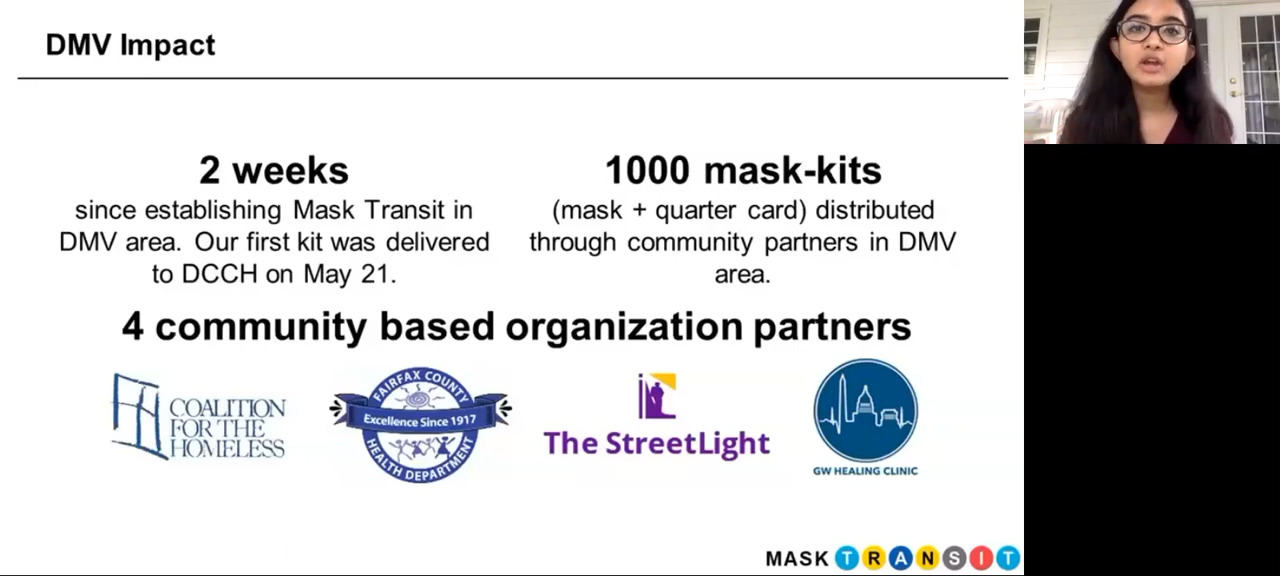 DMV Impact
2 weeks
since establishing Mask Transit in
DMV area. Our first kit was delivered
to DCCH on May 21.
1000 mask-kits
(mask + quarter card) distributed
through community partners in DMV
area.
4 community based organization partners
COALITION
FOR THE
HOMELESS
FAIRFAX COUNTY
Excellence Since 1917
HEALTH DEPARTMENT
The StreetLight
GW HEALING CLINIC
MASK TRANSIT